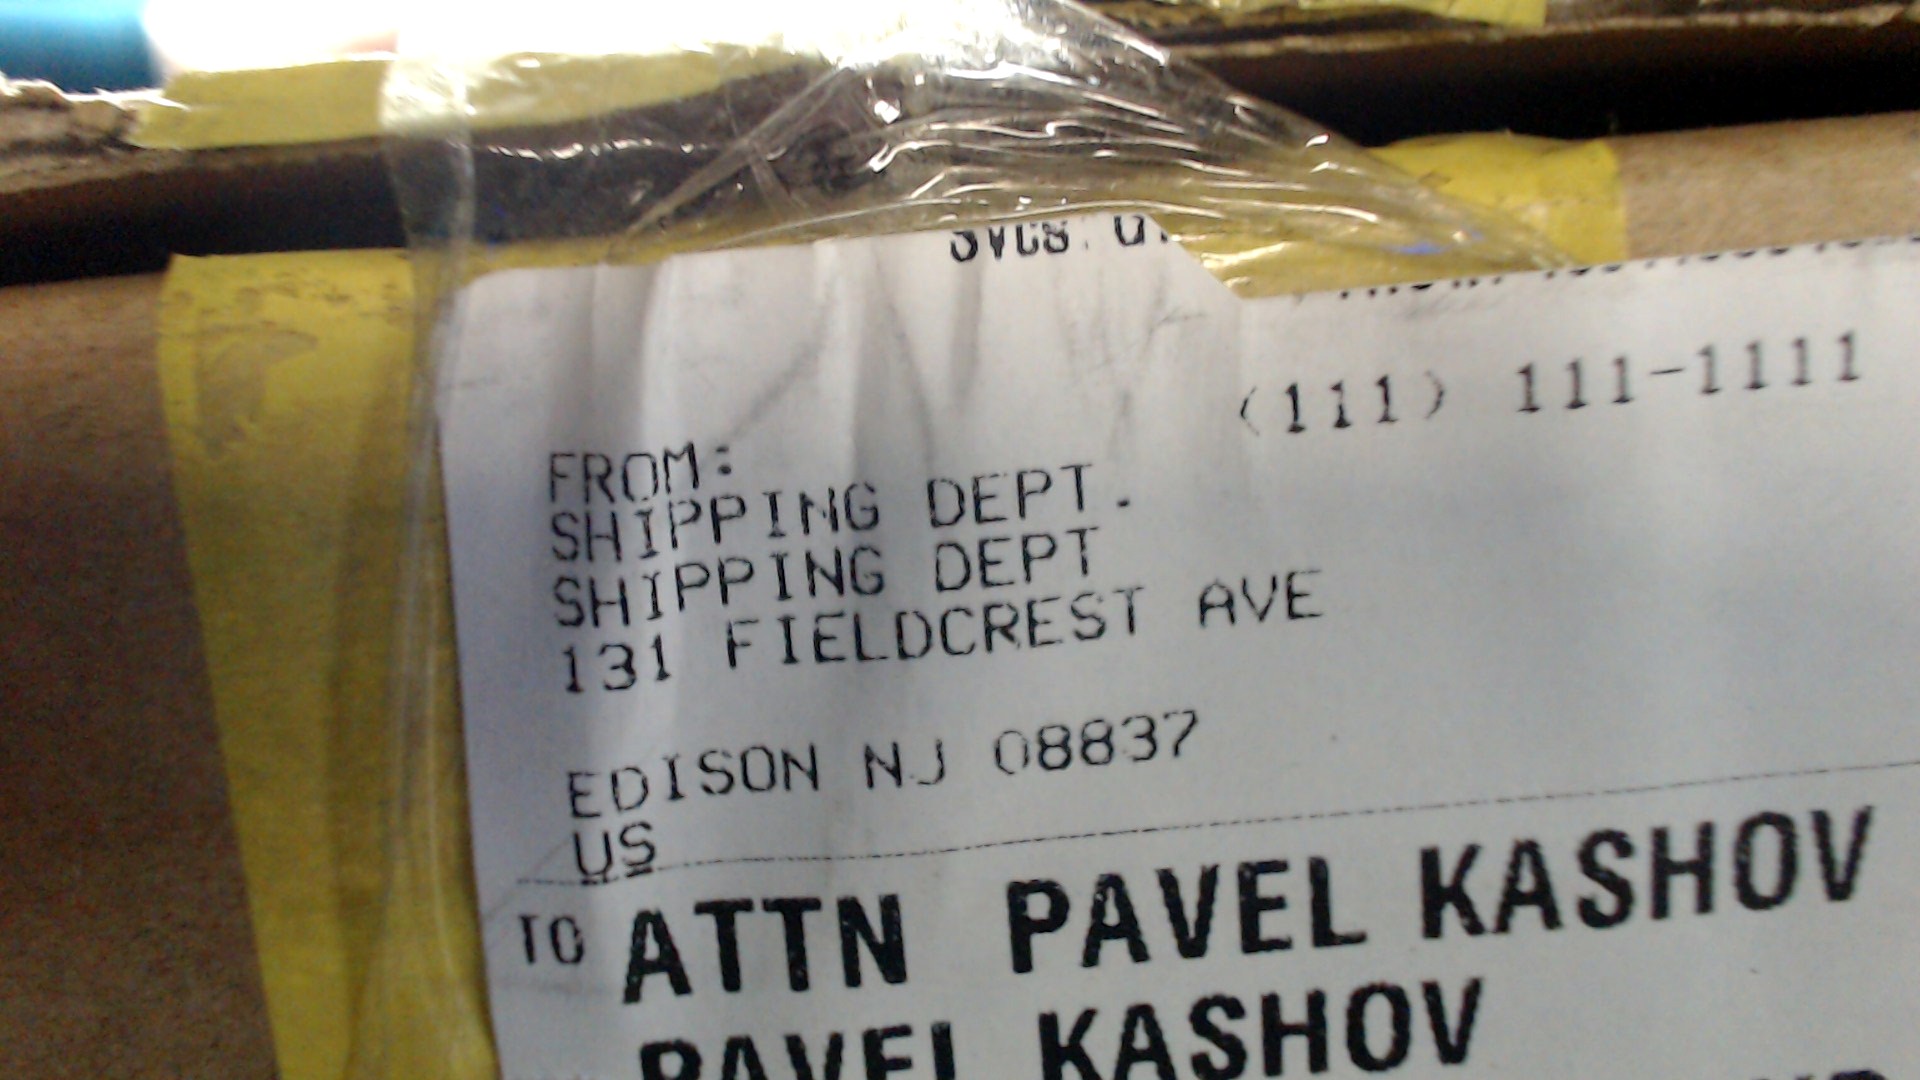 (111) 111-1111
FROM:
SHIPPING DEPT.
SHIPPING DEPT
131 FIELDCREST AVE
EDISON NJ 08837
US
TO ATTN PAVEL KASHOV
PAVEL KASHOV